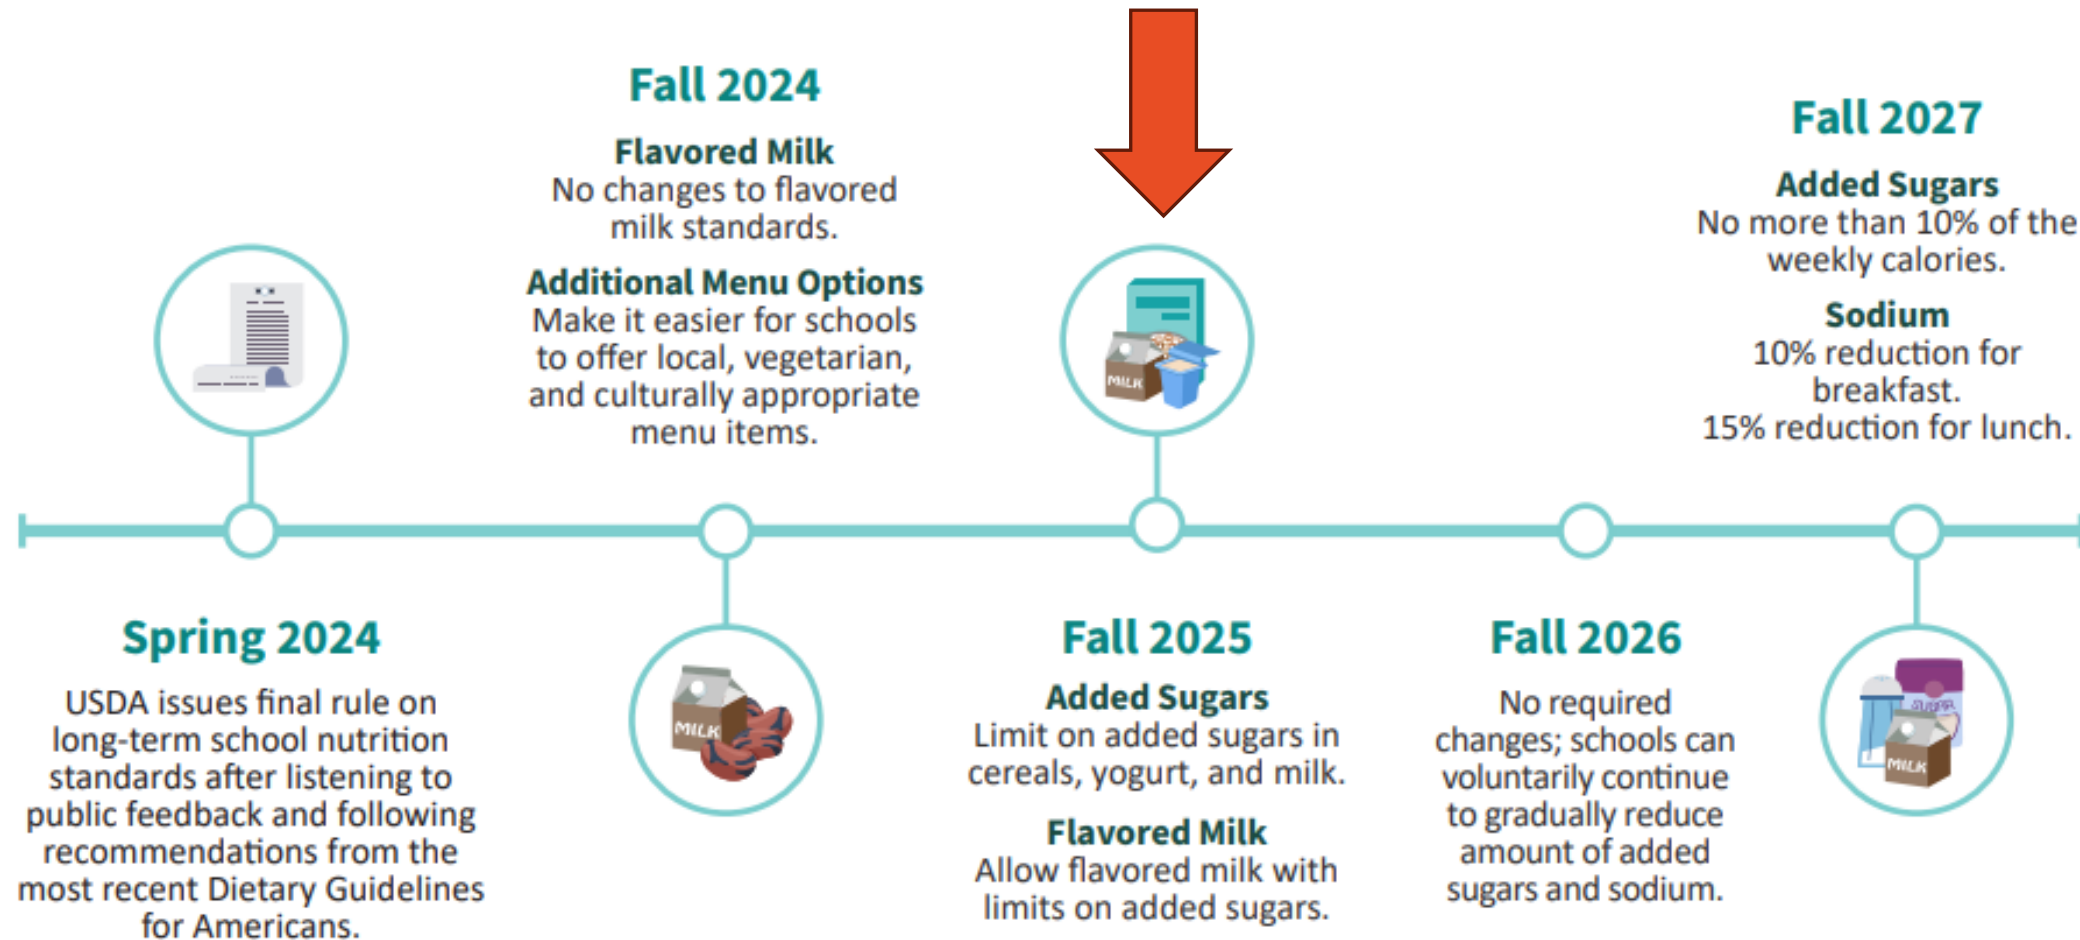 Fall 2024
Flavored Milk
No changes to flavored
milk standards.
Additional Menu Options
Make it easier for schools
to offer local, vegetarian,
and culturally appropriate
menu items.
Fall 2027
Added Sugars
No more than 10% of the
weekly calories.
Sodium
10% reduction for
breakfast.
15% reduction for lunch.
MILK
Spring 2024
USDA issues final rule on
long-term school nutrition
standards after listening to
public feedback and following
recommendations from the
most recent Dietary Guidelines
for Americans.
MILK
Fall 2025
Added Sugars
Limit on added sugars in
cereals, yogurt, and milk.
Flavored Milk
Allow flavored milk with
limits on added sugars.
Fall 2026
No required
changes; schools can
voluntarily continue
to gradually reduce
amount of added
sugars and sodium.
SUGAR
MILK